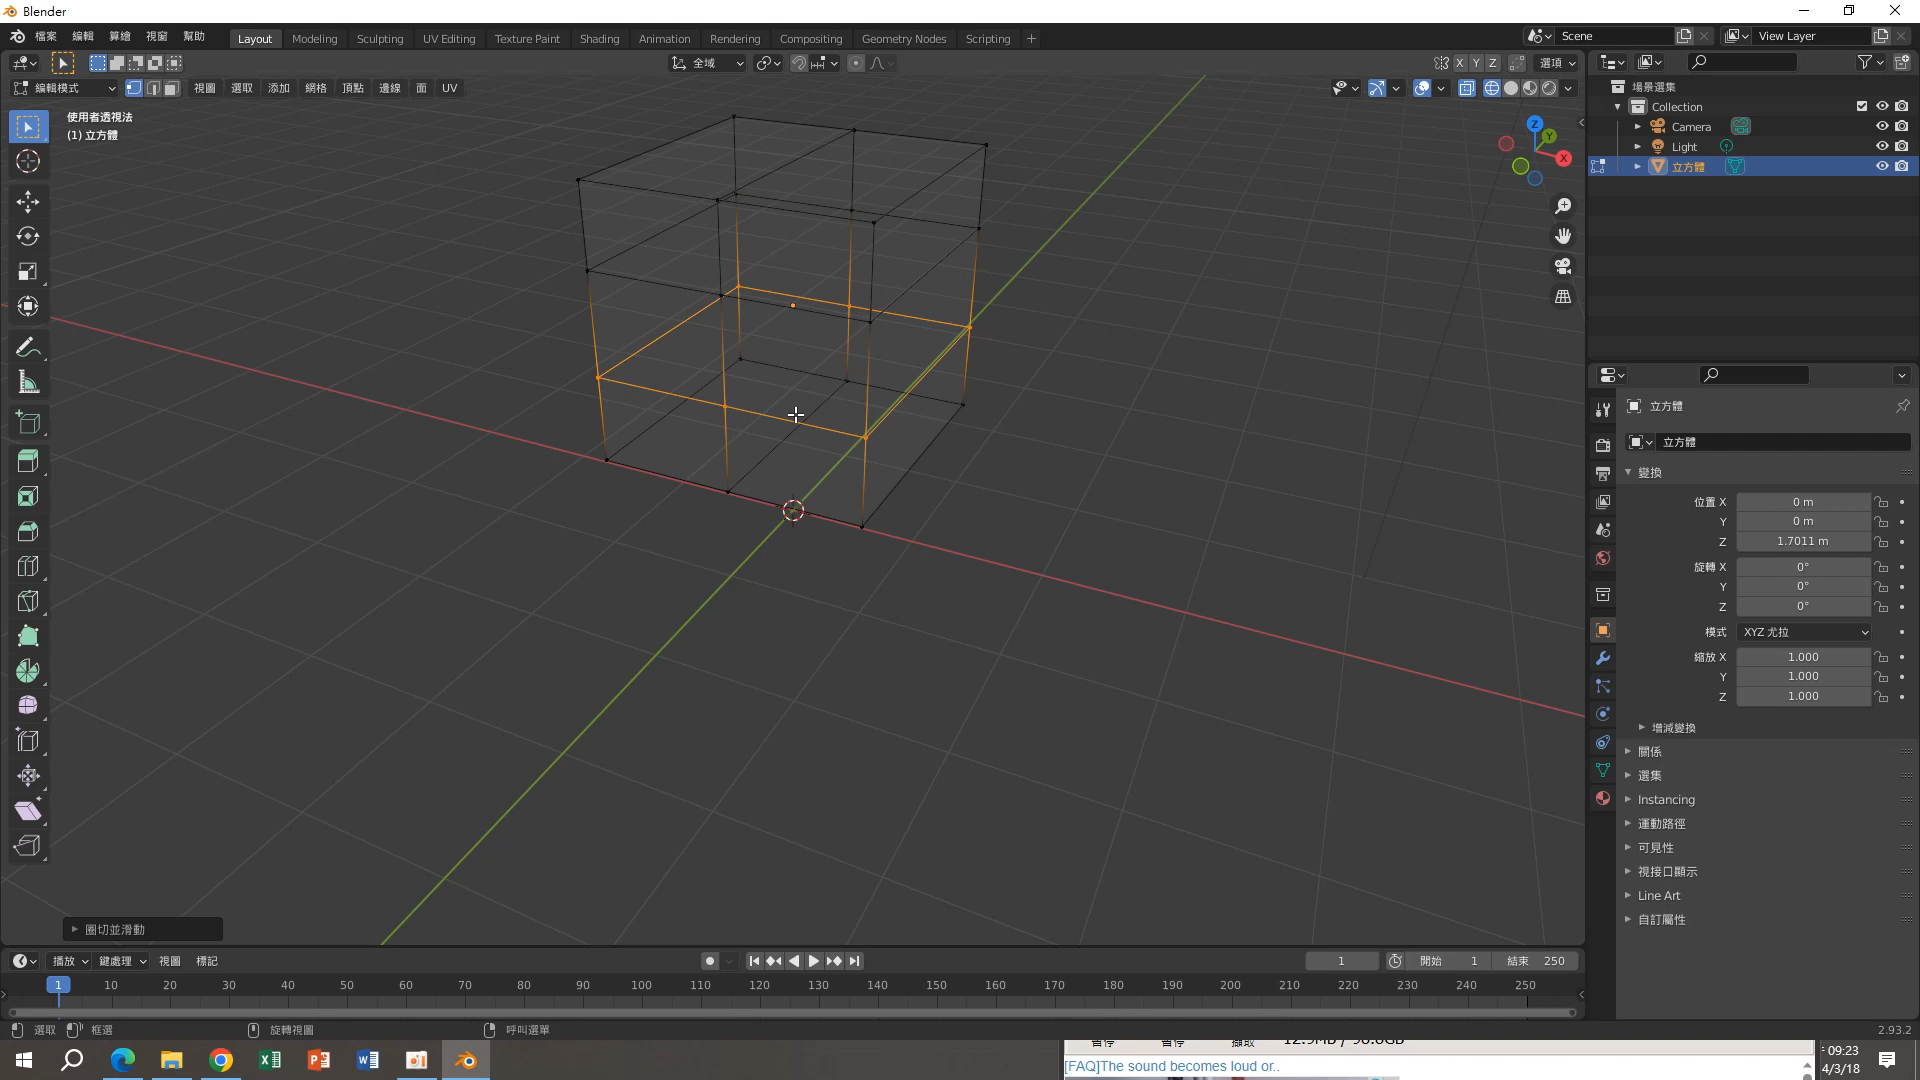 Blender
檔案 編輯 算繪 視窗 幫助 Layout Modeling Sculpting UV Editing Texture Paint Shading Animation Rendering Compositing Geometry Nodes Scripting + Scene View Layer
全域 X Y Z 選項
編輯模式 視圖 選取 添加 網格 頂點 邊線 面 UV
使用者透視法
(1) 立方體
Z Y X
場景選集
Collection
Camera
Light
立方體
立方體
立方體
變換
位置 X 0 m
Y 0 m
Z 1.7011 m
旋轉 X 0°
Y 0°
Z 0°
模式 XYZ 尤拉
縮放 X 1.000
Y 1.000
Z 1.000
增減變換
關係
選集
Instancing
運動路徑
可見性
視接口顯示
Line Art
自訂屬性
圈切並滑動
播放 鍵處理 視圖 標記 1 開始 1 結束 250
1 10 20 30 40 50 60 70 80 90 100 110 120 130 140 150 160 170 180 190 200 210 220 230 240 250
選取 框選 旋轉視圖 呼叫選單 2.93.2
[FAQ]The sound becomes loud or..
09:23
4/3/18